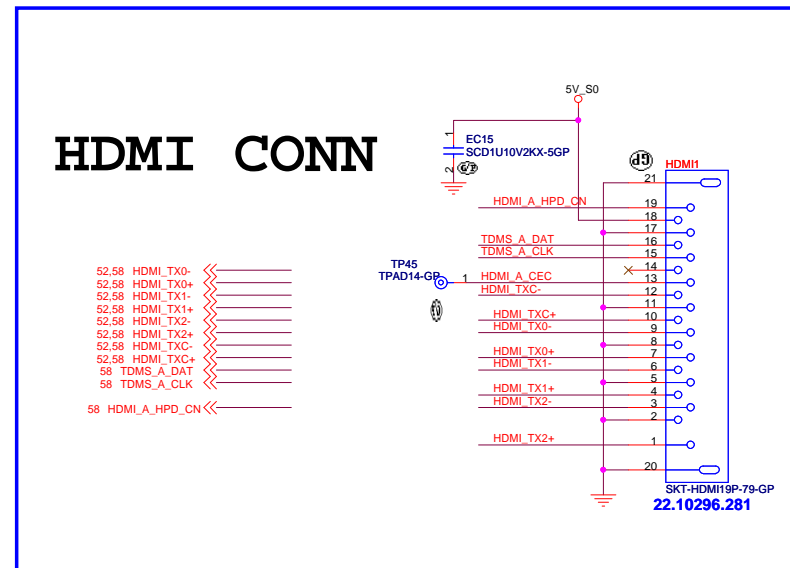 HDMI CONN
5V_S0
1
EC15
SCD1U10V2KX-5GP
2
GP
HDMI1
21
HDMI_A_HPD_CN 19
18
17
TDMS_A_DAT 16
TDMS_A_CLK 15
14
TP45
TPAD14-GP
1 HDMI_A_CEC 13
HDMI_TXC- 12
11
HDMI_TXC+ 10
HDMI_TX0- 9
8
HDMI_TX0+ 7
HDMI_TX1- 6
5
HDMI_TX1+ 4
HDMI_TX2- 3
2
HDMI_TX2+ 1
20
SKT-HDMI19P-79-GP
22.10296.281
52,58 HDMI_TX0-
52,58 HDMI_TX0+
52,58 HDMI_TX1-
52,58 HDMI_TX1+
52,58 HDMI_TX2-
52,58 HDMI_TX2+
52,58 HDMI_TXC-
52,58 HDMI_TXC+
58 TDMS_A_DAT
58 TDMS_A_CLK
58 HDMI_A_HPD_CN